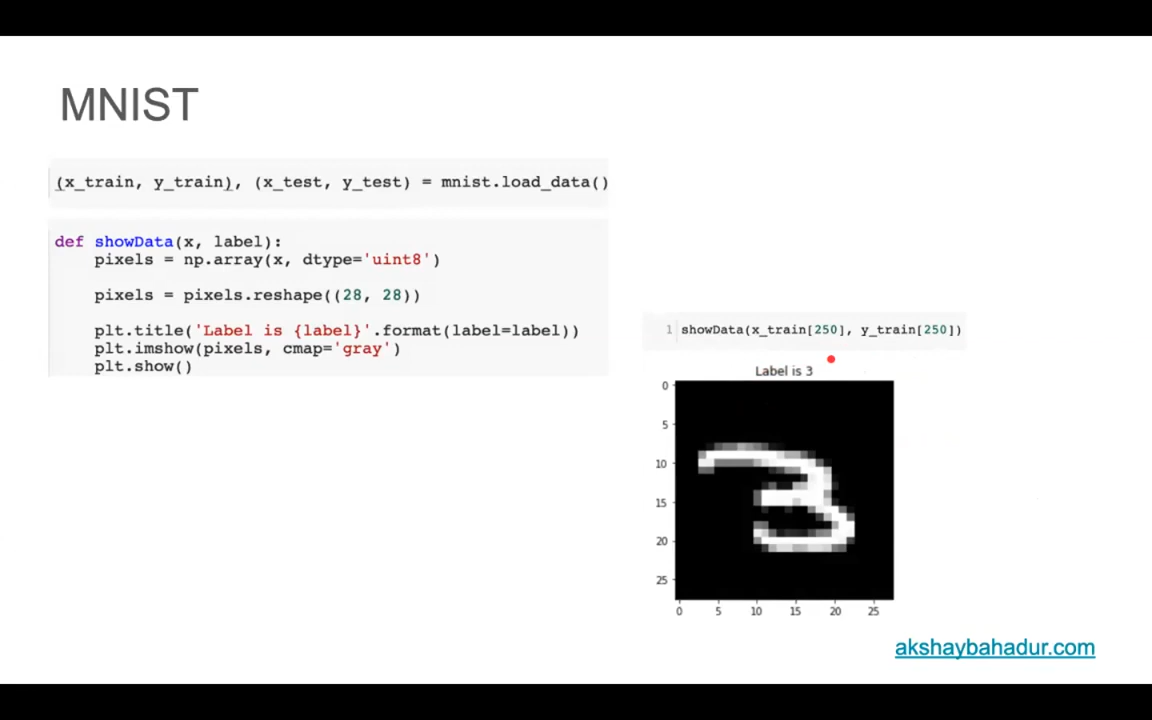 MNIST
(x_train, y_train), (x_test, y_test) = mnist.load_data()
def showData(x, label):
    pixels = np.array(x, dtype='uint8')
    pixels = pixels.reshape((28, 28))
    plt.title('Label is {label}'.format(label=label))
    plt.imshow(pixels, cmap='gray')
    plt.show()
1 showData(x_train[250], y_train[250])
Label is 3
0
5
10
15
20
25
3
0 5 10 15 20 25
akshaybahadur.com